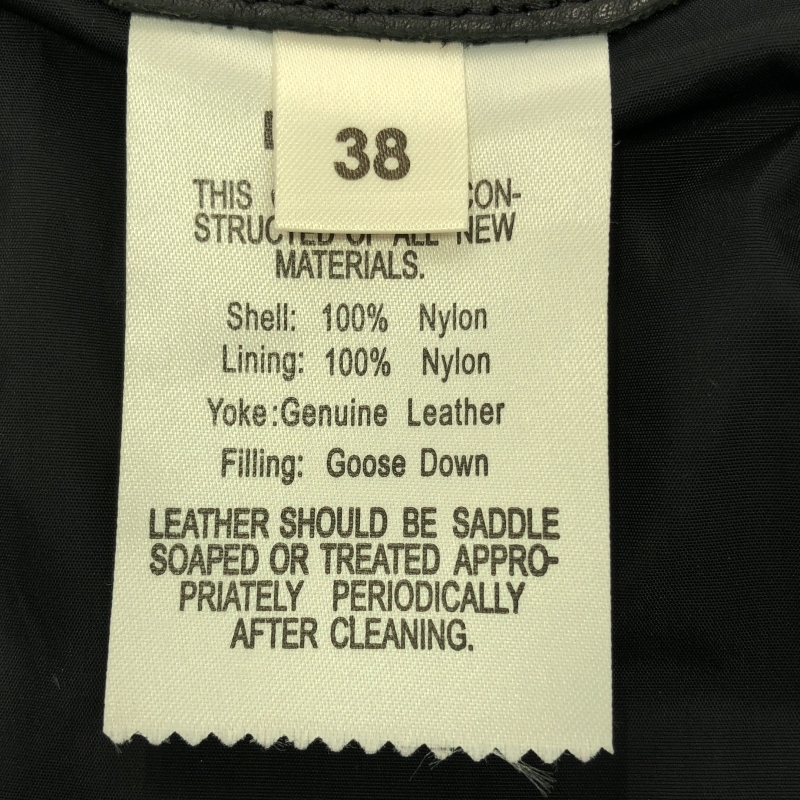 38
THIS CON-
STRUCTED OF ALL NEW
MATERIALS.
Shell: 100% Nylon
Lining: 100% Nylon
Yoke:Genuine Leather
Filling: Goose Down
LEATHER SHOULD BE SADDLE
SOAPED OR TREATED APPRO-
PRIATELY PERIODICALLY
AFTER CLEANING.